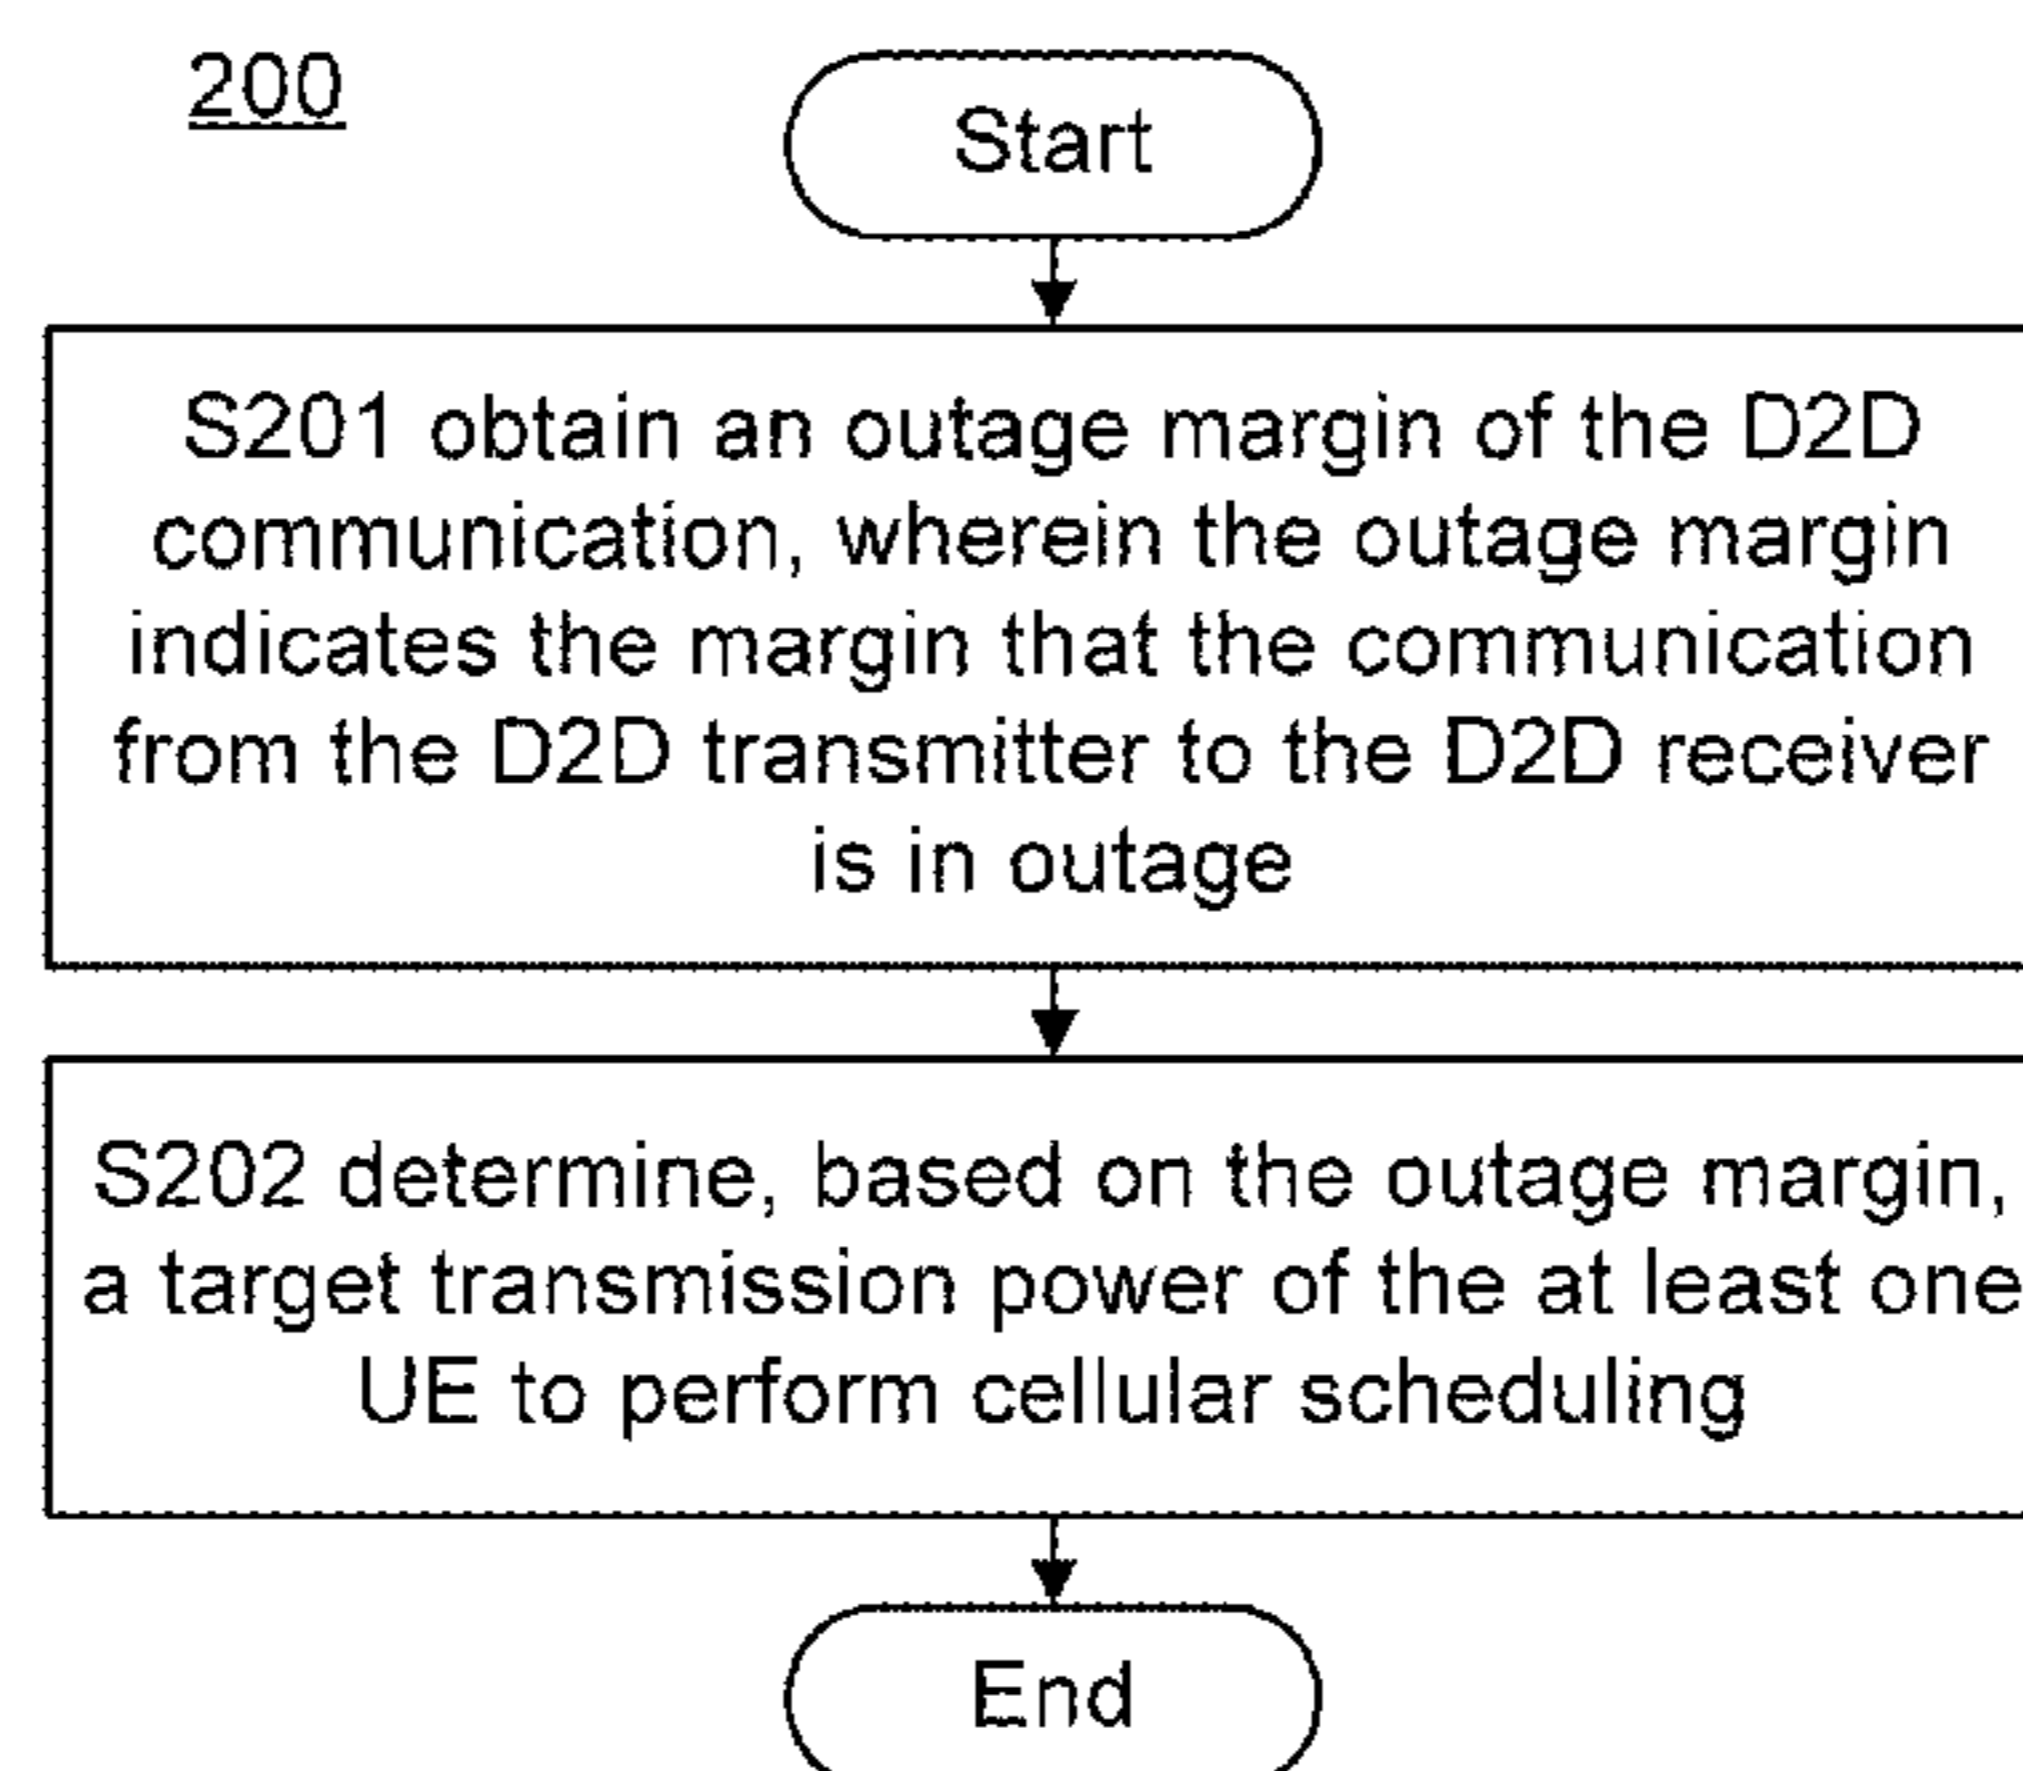 200
Start
S201 obtain an outage margin of the D2D
communication, wherein the outage margin
indicates the margin that the communication
from the D2D transmitter to the D2D receiver
is in outage
S202 determine, based on the outage margin,
a target transmission power of the at least one
UE to perform cellular scheduling
End